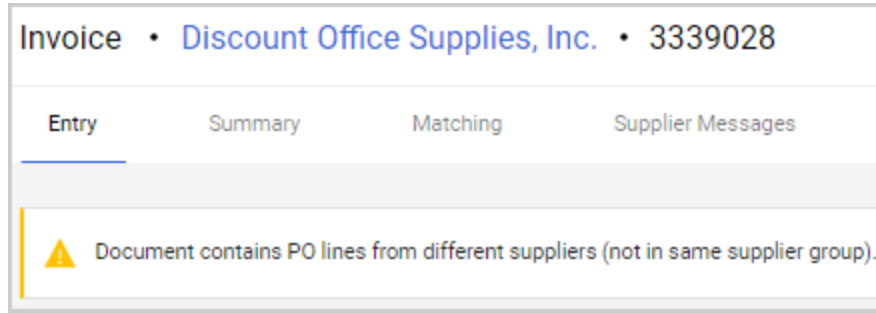 Invoice • Discount Office Supplies, Inc. • 3339028
Entry Summary Matching Supplier Messages
Document contains PO lines from different suppliers (not in same supplier group).